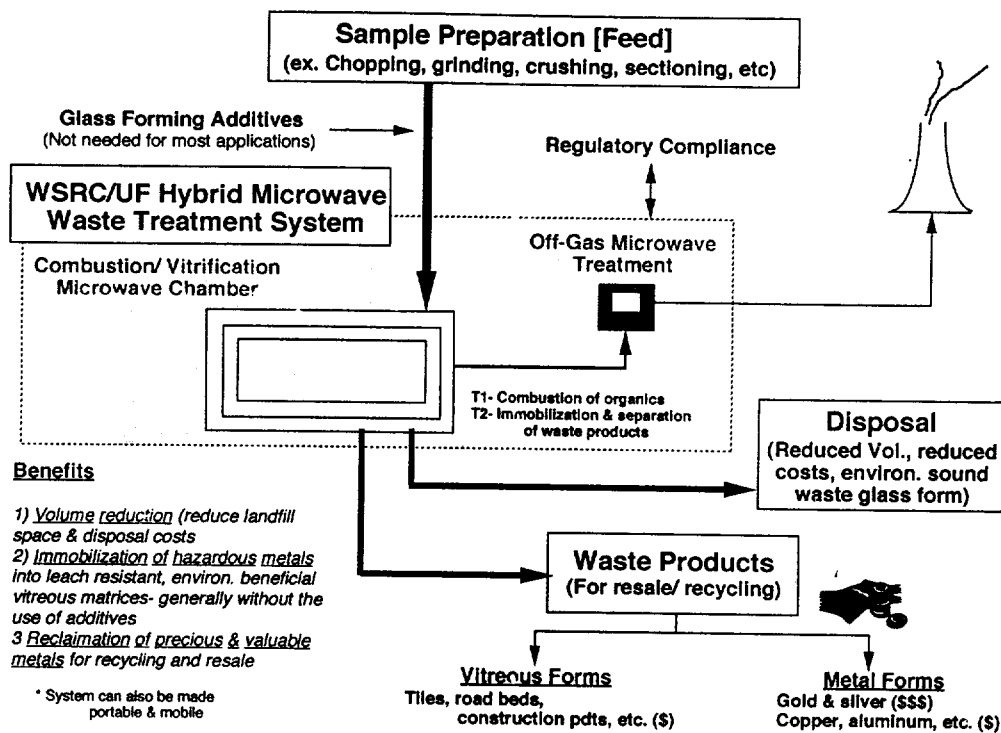 Sample Preparation [Feed]
(ex. Chopping, grinding, crushing, sectioning, etc)
Glass Forming Additives
(Not needed for most applications)
Regulatory Compliance
WSRC/UF Hybrid Microwave
Waste Treatment System
Off-Gas Microwave
Treatment
Combustion/ Vitrification
Microwave Chamber
T1- Combustion of organics
T2- Immobilization & separation
of waste products
Disposal
(Reduced Vol., reduced
costs, environ. sound
waste glass form)
Benefits
1) Volume reduction (reduce landfill
space & disposal costs
2) Immobilization of hazardous metals
into leach resistant, environ. beneficial
vitreous matrices- generally without the
use of additives
3 Reclaimation of precious & valuable
metals for recycling and resale
* System can also be made
portable & mobile
Waste Products
(For resale/ recycling)
Vitreous Forms
Tiles, road beds,
construction pdts, etc. ($)
Metal Forms
Gold & silver ($$$)
Copper, aluminum, etc. ($)